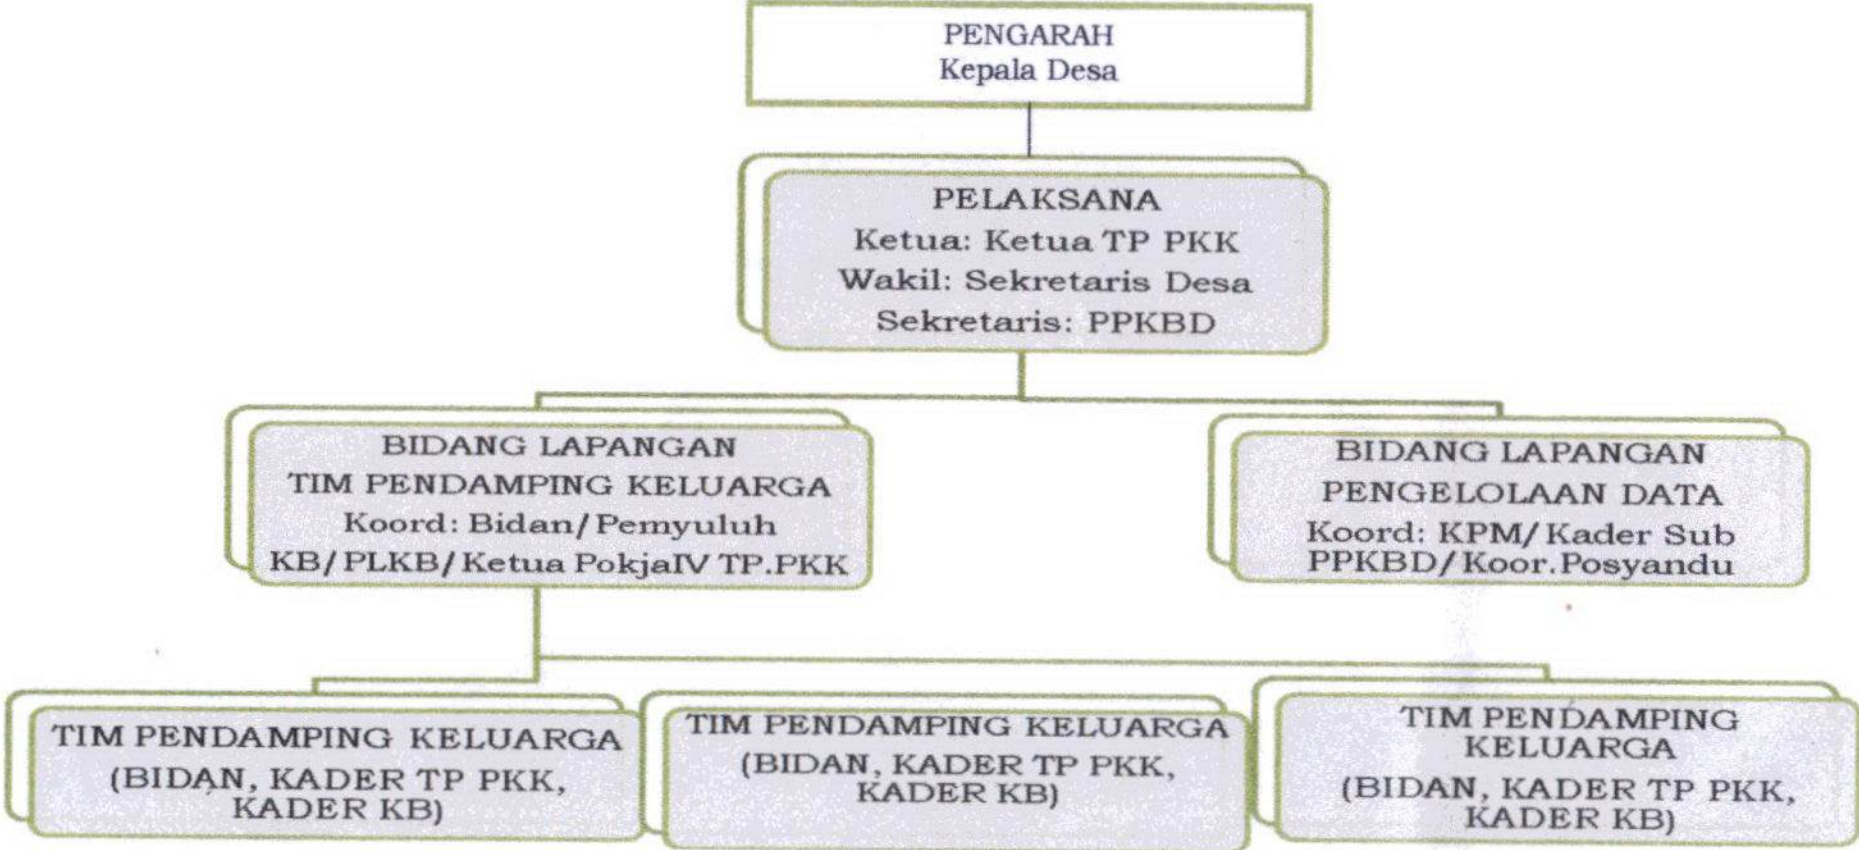 PENGARAH
Kepala Desa
PELAKSANA
Ketua: Ketua TP PKK
Wakil: Sekretaris Desa
Sekretaris: PPKBD
BIDANG LAPANGAN
TIM PENDAMPING KELUARGA
Koord: Bidan/Pemyuluh
KB/PLKB/Ketua PokjaIV TP.PKK
BIDANG LAPANGAN
PENGELOLAAN DATA
Koord: KPM/Kader Sub
PPKBD/Koor.Posyandu
TIM PENDAMPING KELUARGA
(BIDAN, KADER TP PKK,
KADER KB)
TIM PENDAMPING KELUARGA
(BIDAN, KADER TP PKK,
KADER KB)
TIM PENDAMPING
KELUARGA
(BIDAN, KADER TP PKK,
KADER KB)